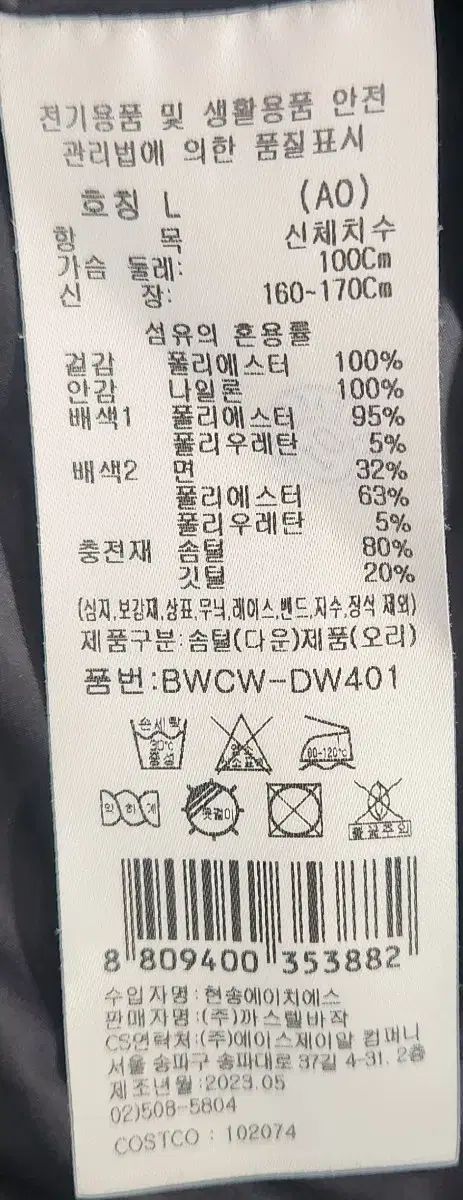 전기용품 및 생활용품 안전
관리법에 의한 품질표시
호칭 L (AO)
항 목 신체치수
가슴 둘레: 100Cm
신 장: 160~170Cm
섬유의 혼용률
겉감 폴리에스터 100%
안감 나일론 100%
배색1 폴리에스터 95%
폴리우레탄 5%
배색2 면 32%
폴리에스터 63%
폴리우레탄 5%
충전재 솜털 80%
깃털 20%
(심지,보강재,상표,무늬,레이스,밴드,자수,장식 제외)
제품구분:솜털(다운)제품(오리)
품번:BWCW-DW401
손세탁
30℃
중성
염소
표백
80~120℃
약하게
옷걸이
불꽃주의
8 809400 353882
수입자명:현송에이치에스
판매자명:(주)까스텔바작
CS연락처:(주)에이스제이알 컴퍼니
서울 송파구 송파대로 37길 4-31. 2층
제조년월:2023.05
02)508-5804
COSTCO : 102074